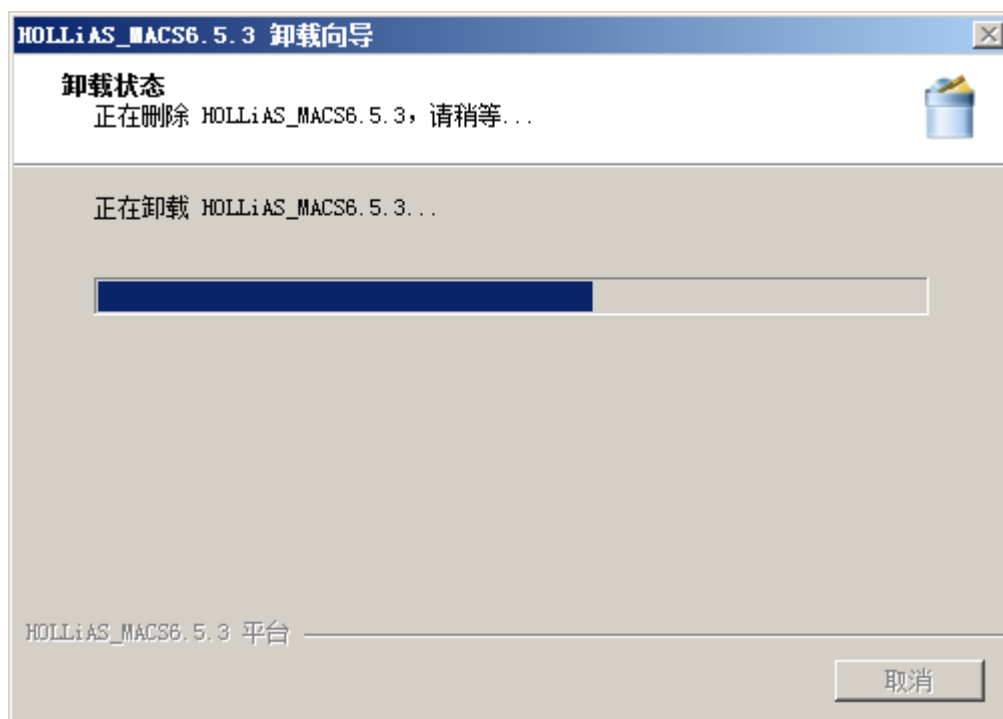 HOLLiAS_MACS6.5.3 卸载向导
卸载状态
正在删除 HOLLiAS_MACS6.5.3，请稍等...
正在卸载 HOLLiAS_MACS6.5.3...
HOLLiAS_MACS6.5.3 平台
取消